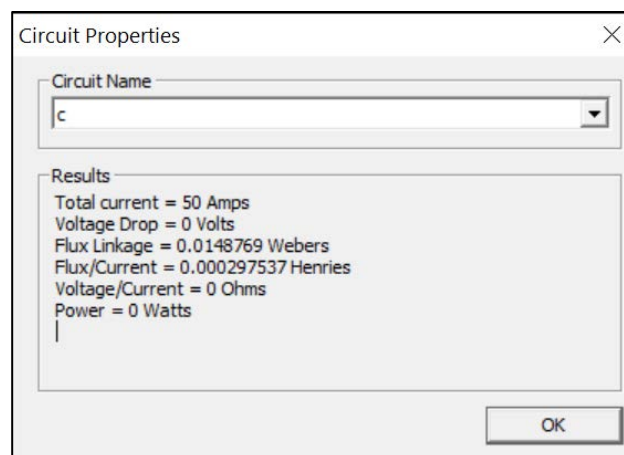 Circuit Properties
Circuit Name
c
Results
Total current = 50 Amps
Voltage Drop = 0 Volts
Flux Linkage = 0.0148769 Webers
Flux/Current = 0.000297537 Henries
Voltage/Current = 0 Ohms
Power = 0 Watts
OK